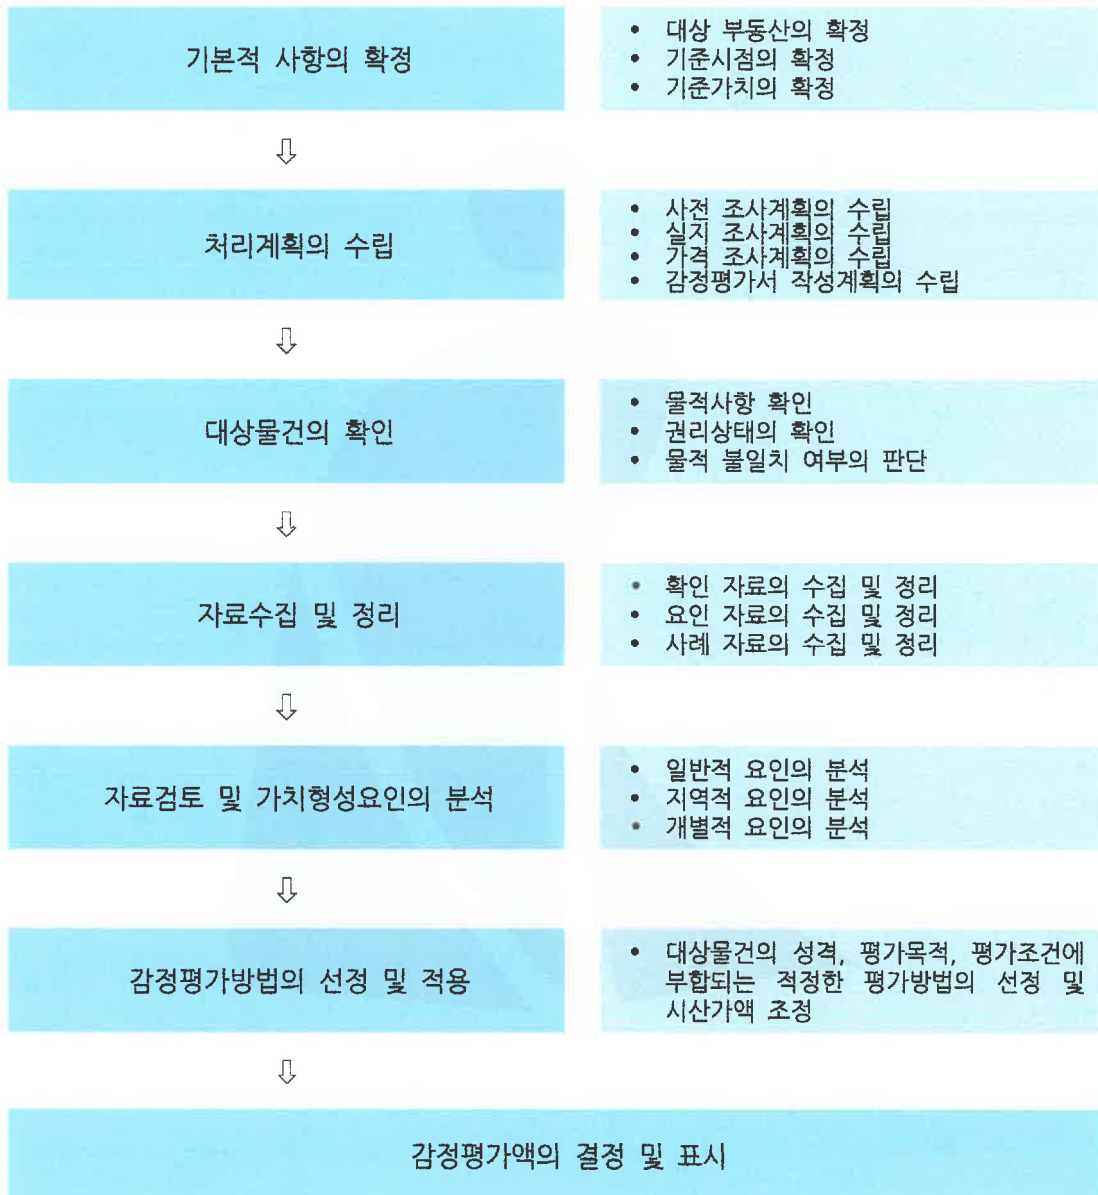 기본적 사항의 확정
• 대상 부동산의 확정
• 기준시점의 확정
• 기준가치의 확정
⇩
처리계획의 수립
• 사전 조사계획의 수립
• 실지 조사계획의 수립
• 가격 조사계획의 수립
• 감정평가서 작성계획의 수립
⇩
대상물건의 확인
• 물적사항 확인
• 권리상태의 확인
• 물적 불일치 여부의 판단
⇩
자료수집 및 정리
• 확인 자료의 수집 및 정리
• 요인 자료의 수집 및 정리
• 사례 자료의 수집 및 정리
⇩
자료검토 및 가치형성요인의 분석
• 일반적 요인의 분석
• 지역적 요인의 분석
• 개별적 요인의 분석
⇩
감정평가방법의 선정 및 적용
• 대상물건의 성격, 평가목적, 평가조건에
부합되는 적정한 평가방법의 선정 및
시산가액 조정
⇩
감정평가액의 결정 및 표시